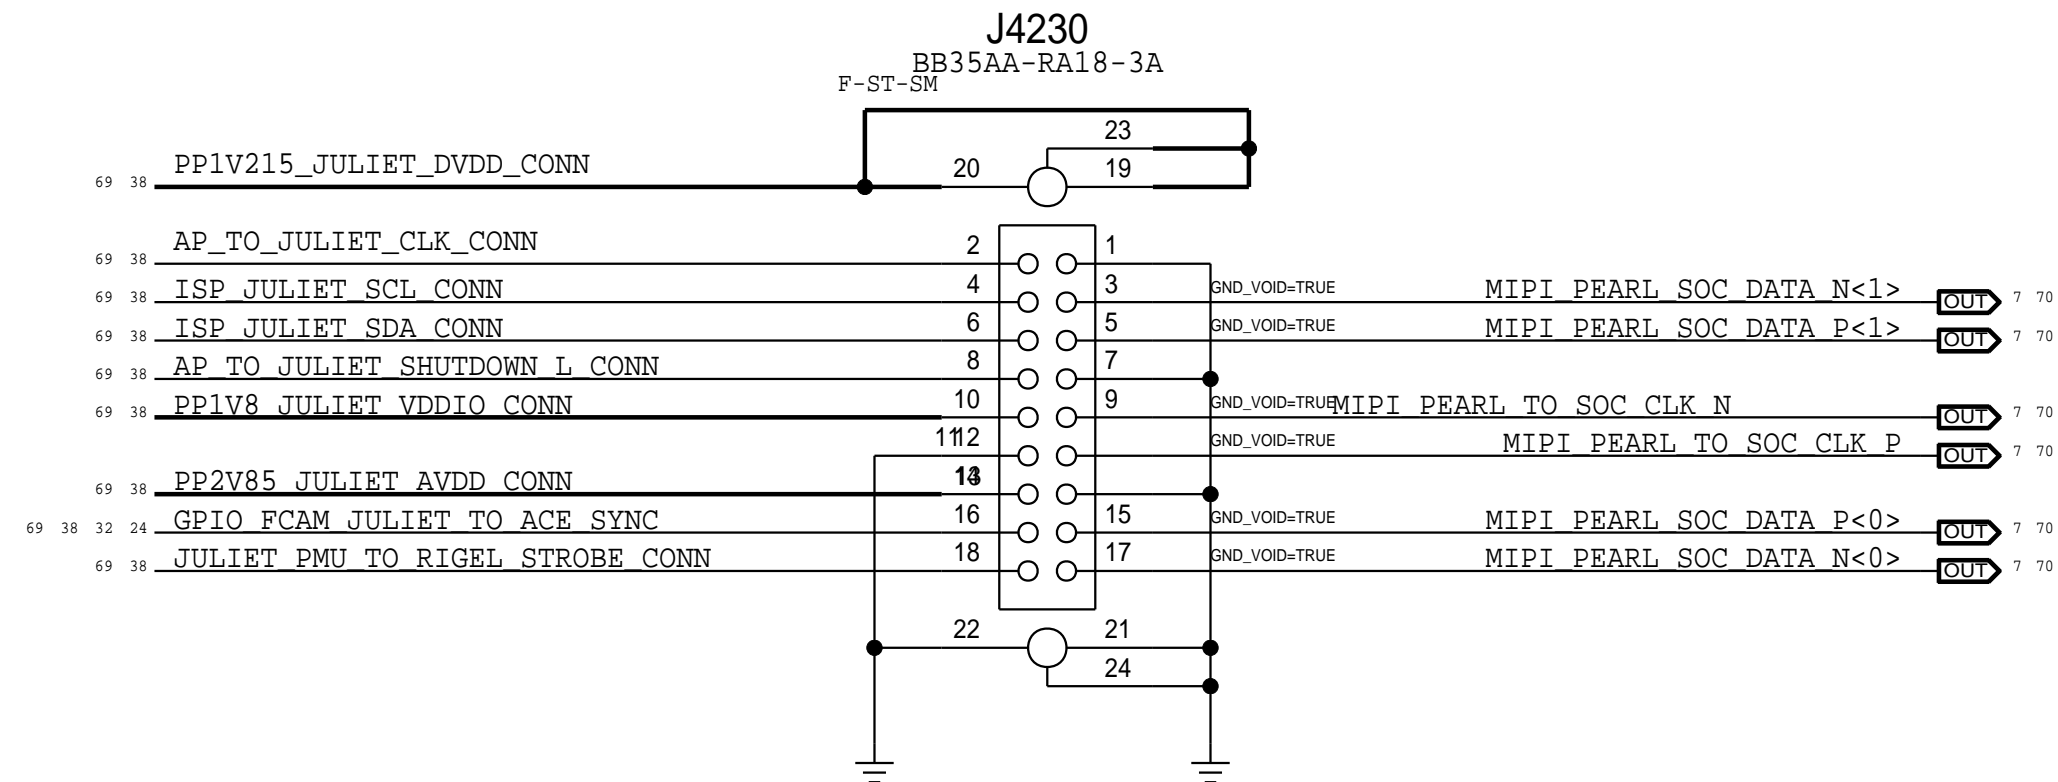 J4230
BB35AA-RA18-3A
F-ST-SM
23
69 38 PP1V215_JULIET_DVDD_CONN 20 19
69 38 AP_TO_JULIET_CLK_CONN 2 1
69 38 ISP_JULIET_SCL_CONN 4 3 GND_VOID=TRUE MIPI_PEARL_SOC_DATA_N<1> OUT 7 70
69 38 ISP_JULIET_SDA_CONN 6 5 GND_VOID=TRUE MIPI_PEARL_SOC_DATA_P<1> OUT 7 70
69 38 AP_TO_JULIET_SHUTDOWN_L_CONN 8 7
69 38 PP1V8_JULIET_VDDIO_CONN 10 9 GND_VOID=TRUE MIPI_PEARL_TO_SOC_CLK_N OUT 7 70
11 12 GND_VOID=TRUE MIPI_PEARL_TO_SOC_CLK_P OUT 7 70
69 38 PP2V85_JULIET_AVDD_CONN 14 13
69 38 32 24 GPIO_FCAM_JULIET_TO_ACE_SYNC 16 15 GND_VOID=TRUE MIPI_PEARL_SOC_DATA_P<0> OUT 7 70
69 38 JULIET_PMU_TO_RIGEL_STROBE_CONN 18 17 GND_VOID=TRUE MIPI_PEARL_SOC_DATA_N<0> OUT 7 70
22 21
24